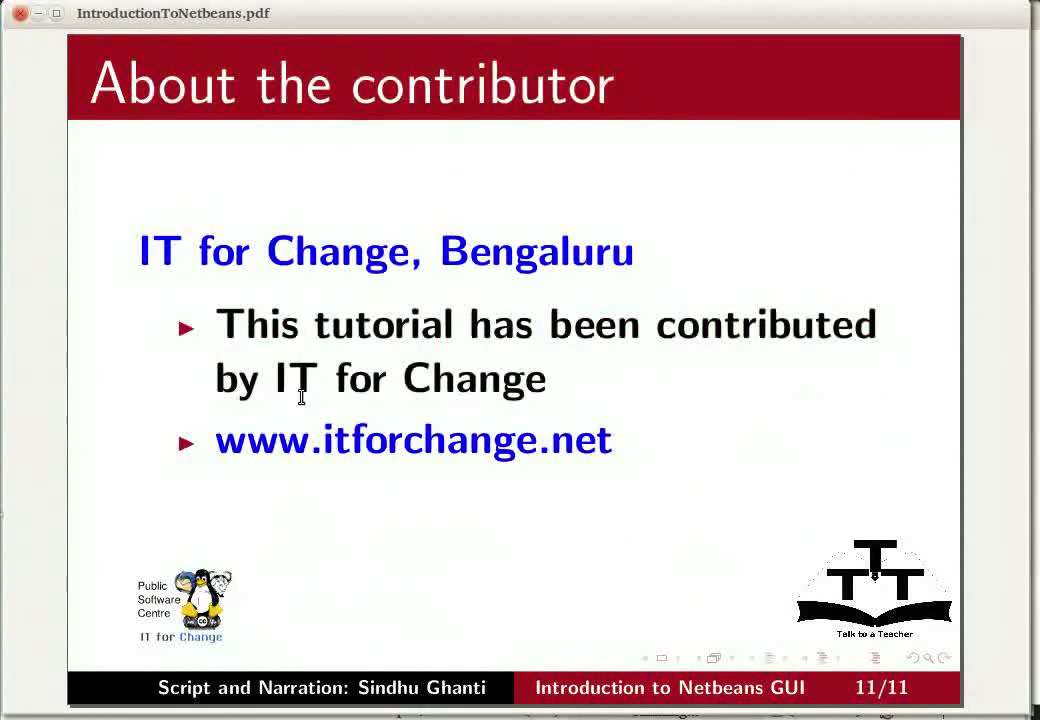 IntroductionToNetbeans.pdf
About the contributor
IT for Change, Bengaluru
This tutorial has been contributed
by IT for Change
www.itforchange.net
Public
Software
Centre
IT for Change
T
T T
Talk to a Teacher
Script and Narration: Sindhu Ghanti
Introduction to Netbeans GUI
11/11